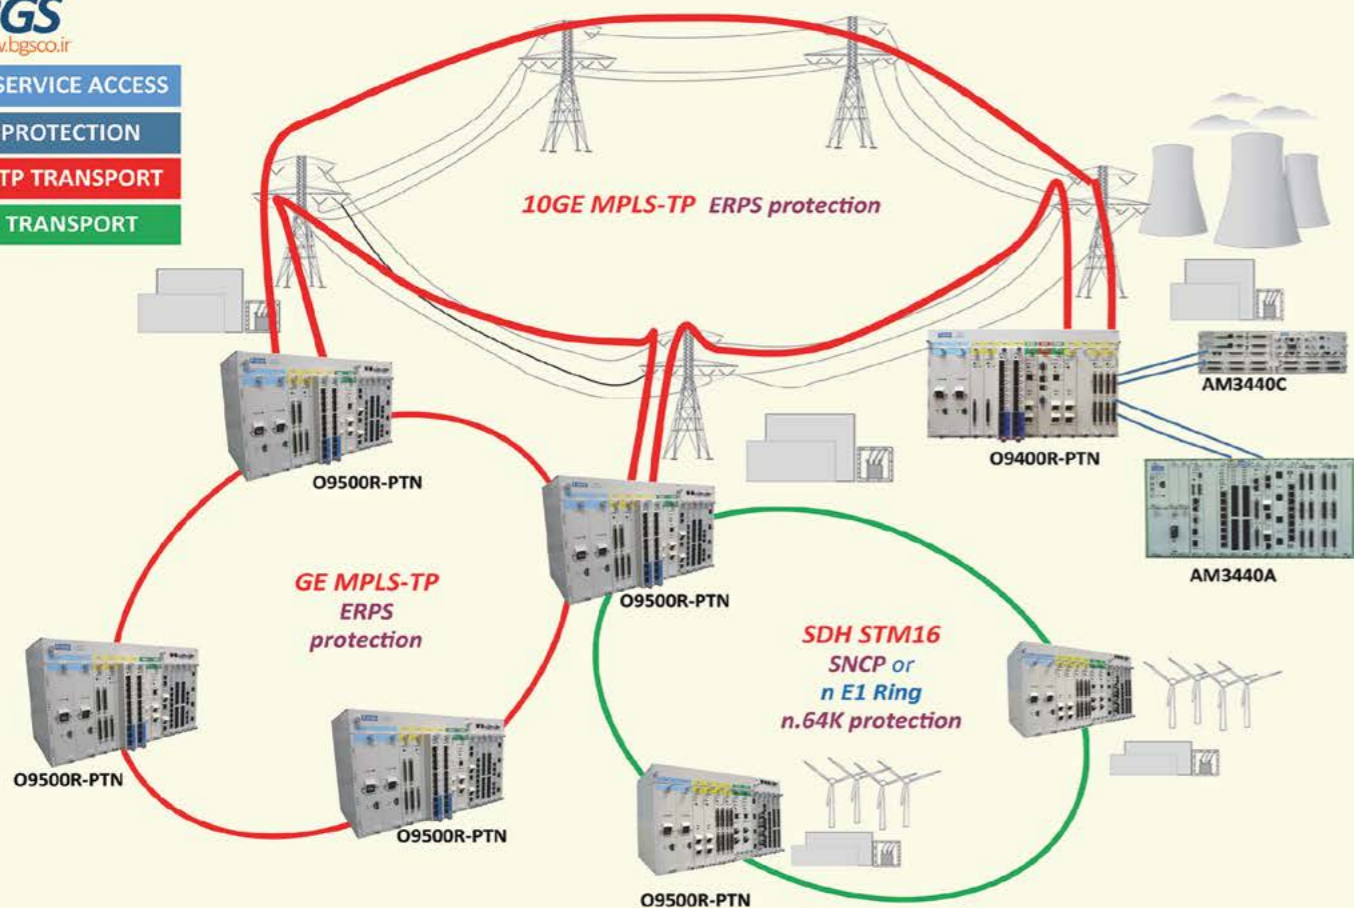 GS
w.bgsco.ir
SERVICE ACCESS
PROTECTION
TP TRANSPORT
TRANSPORT
10GE MPLS-TP ERPS protection
AM3440C
O9400R-PTN
AM3440A
O9500R-PTN
O9500R-PTN
GE MPLS-TP
ERPS
protection
SDH STM16
SNCP or
n E1 Ring
n.64K protection
O9500R-PTN
O9500R-PTN
O9500R-PTN